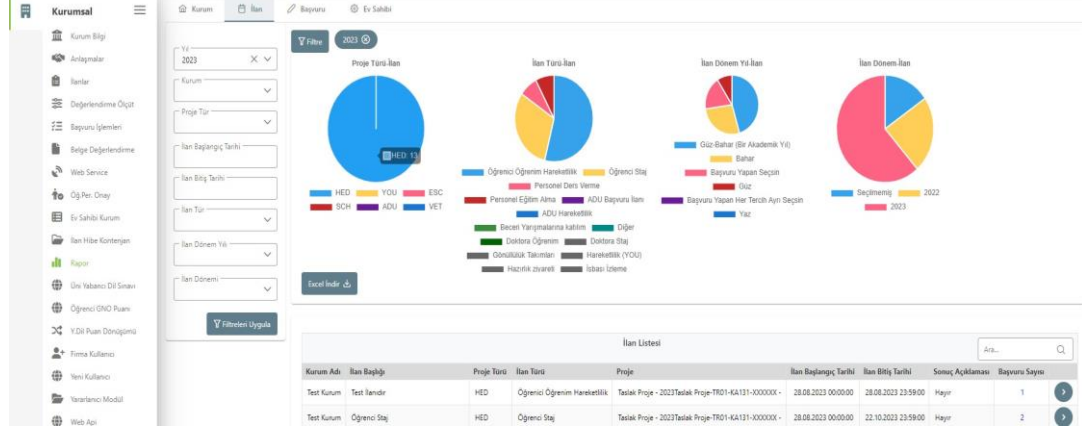 Kurumsal
Kurum Bilgi
Anlaşmalar
İlanlar
Değerlendirme Ölçüt
Başvuru İşlemleri
Belge Değerlendirme
Web Service
Öğ.Per. Onay
Ev Sahibi Kurum
İlan Hibe Kontenjan
Rapor
Üni Yabancı Dil Sınavı
Öğrenci GNO Puanı
Y.Dil Puan Dönüşümü
Firma Kullanıcı
Yeni Kullanıcı
Yararlanıcı Modül
Web Api
Kurum İlan Başvuru Ev Sahibi
Yıl
2023
Kurum
Proje Tür
İlan Başlangıç Tarihi
İlan Bitiş Tarihi
İlan Tür
İlan Dönem Yılı
İlan Dönemi
Filtreleri Uygula
Filtre 2023
Proje Türü-İlan
HED: 13
HED YOU ESC
SCH ADU VET
İlan Türü-İlan
Öğrenci Öğrenim Hareketlilik Öğrenci Staj
Personel Ders Verme
Personel Eğitim Alma ADU Başvuru İlanı
ADU Hareketlilik
Beceri Yarışmalarına katılım Diğer
Doktora Öğrenim Doktora Staj
Gönüllülük Takımları Hareketlilik (YOU)
Hazırlık ziyareti İşbaşı İzleme
İlan Dönem Yıl-İlan
Güz-Bahar (Bir Akademik Yıl)
Bahar
Başvuru Yapan Seçsin
Güz
Başvuru Yapan Her Tercih Ayrı Seçsin
Yaz
İlan Dönem-İlan
Seçilmemiş 2022
2023
Excel İndir
İlan Listesi
Ara...
Kurum Adı İlan Başlığı Proje Türü İlan Türü Proje İlan Başlangıç Tarihi İlan Bitiş Tarihi Sonuç Açıklaması Başvuru Sayısı
Test Kurum Test İlanıdır HED Öğrenci Öğrenim Hareketlilik Taslak Proje - 2023Taslak Proje-TR01-KA131-XXXXXX - 28.08.2023 00:00:00 28.08.2023 23:59:00 Hayır 1
Test Kurum Öğrenci Staj HED Öğrenci Staj Taslak Proje - 2023Taslak Proje-TR01-KA131-XXXXXX - 28.08.2023 00:00:00 22.10.2023 23:59:00 Hayır 2